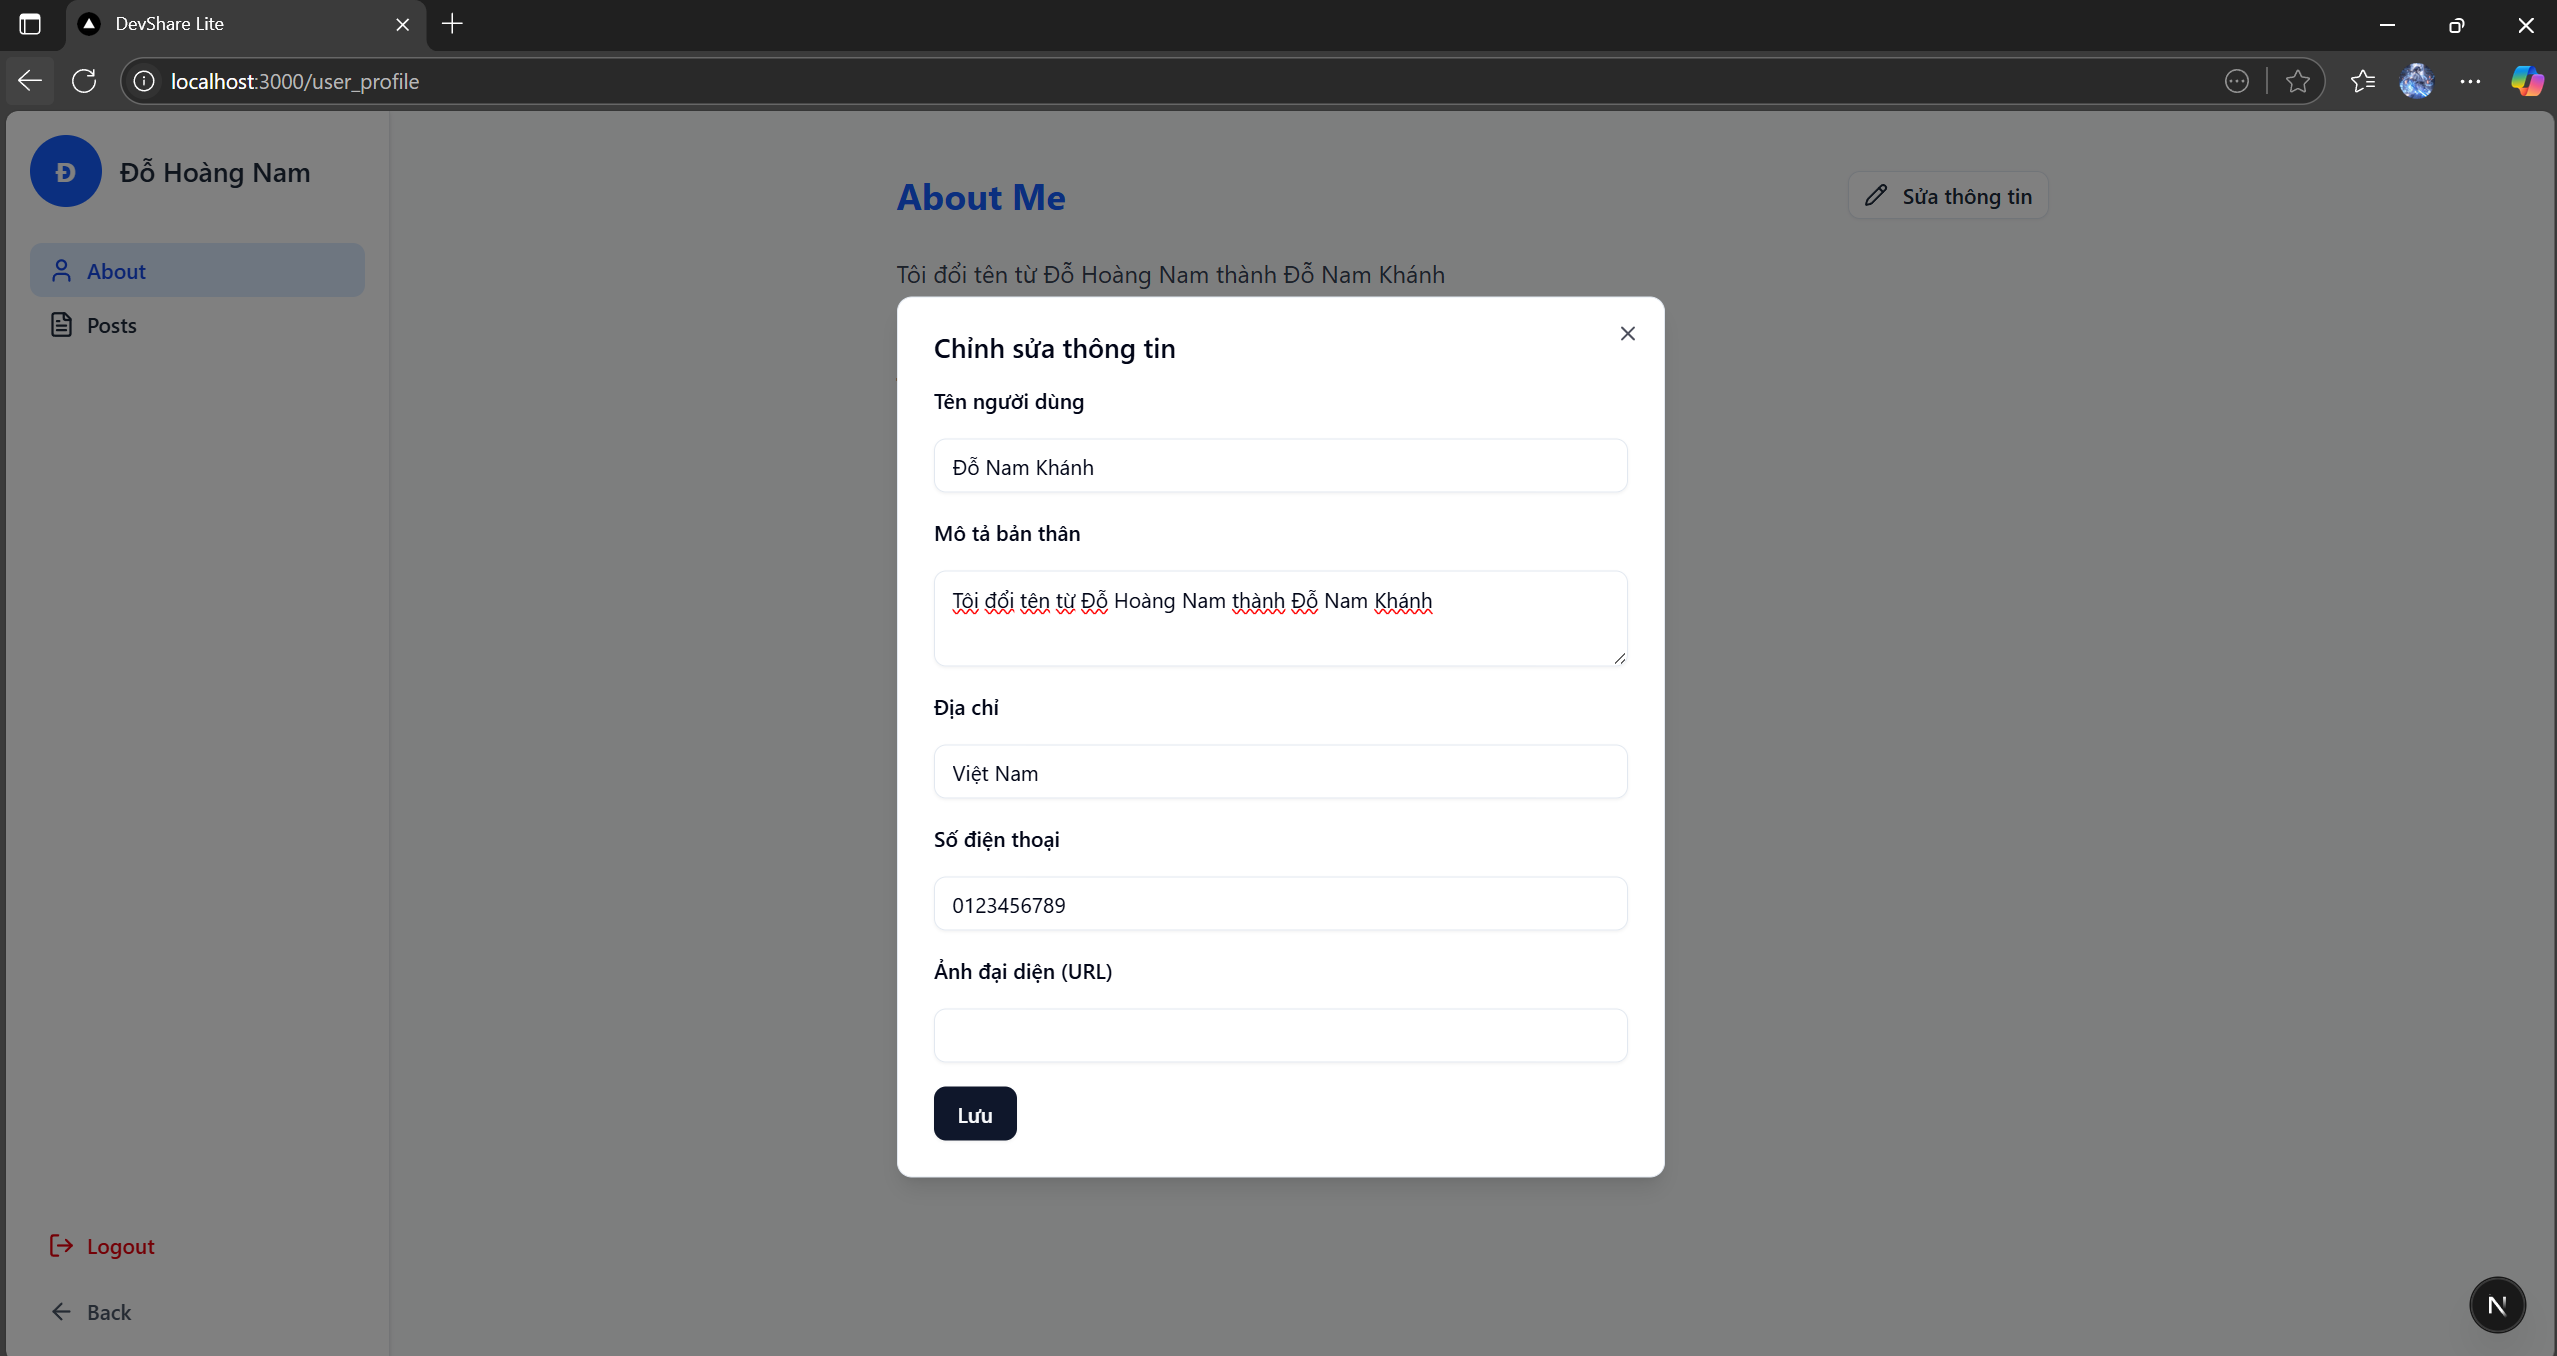 DevShare Lite
localhost:3000/user_profile
Đ
Đỗ Hoàng Nam
About
Posts
About Me
Sửa thông tin
Tôi đổi tên từ Đỗ Hoàng Nam thành Đỗ Nam Khánh
Chỉnh sửa thông tin
Tên người dùng
Đỗ Nam Khánh
Mô tả bản thân
Tôi đổi tên từ Đỗ Hoàng Nam thành Đỗ Nam Khánh
Địa chỉ
Việt Nam
Số điện thoại
0123456789
Ảnh đại diện (URL)
Lưu
Logout
Back
N